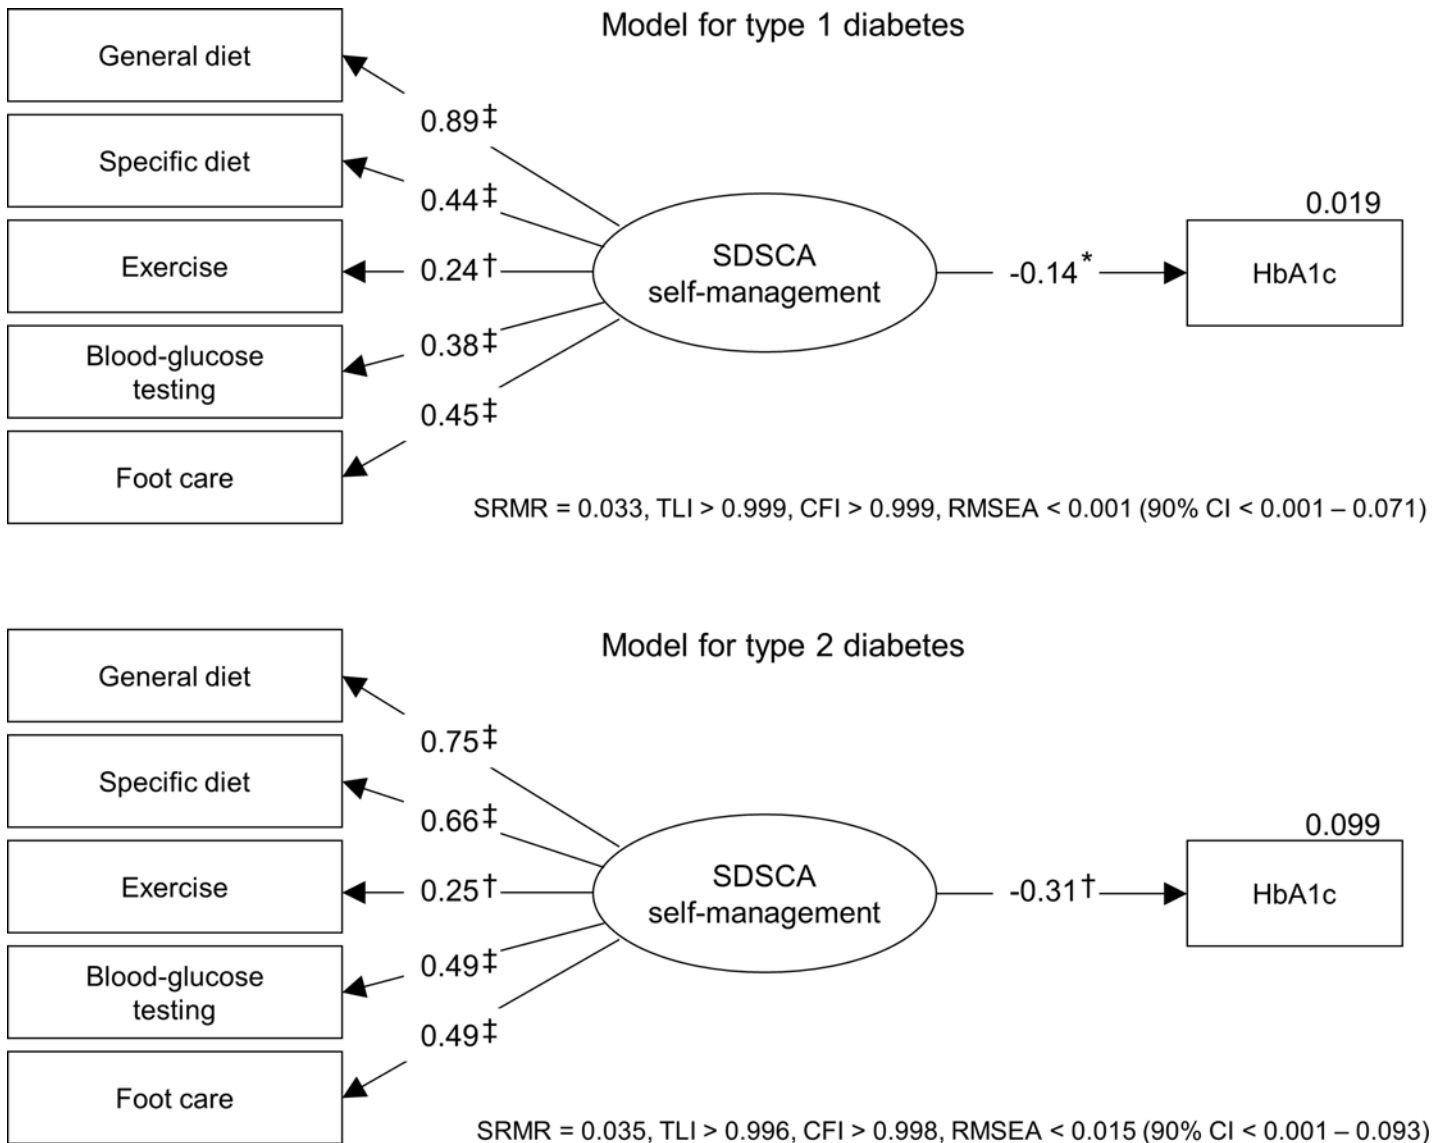 Model for type 1 diabetes
General diet
0.89‡
Specific diet
0.44‡
Exercise
0.24†
Blood-glucose
testing
0.38‡
Foot care
0.45‡
SDSCA
self-management
-0.14*
0.019
HbA1c
SRMR = 0.033, TLI > 0.999, CFI > 0.999, RMSEA < 0.001 (90% CI < 0.001 – 0.071)
Model for type 2 diabetes
General diet
0.75‡
Specific diet
0.66‡
Exercise
0.25†
Blood-glucose
testing
0.49‡
Foot care
0.49‡
SDSCA
self-management
-0.31†
0.099
HbA1c
SRMR = 0.035, TLI > 0.996, CFI > 0.998, RMSEA < 0.015 (90% CI < 0.001 – 0.093)